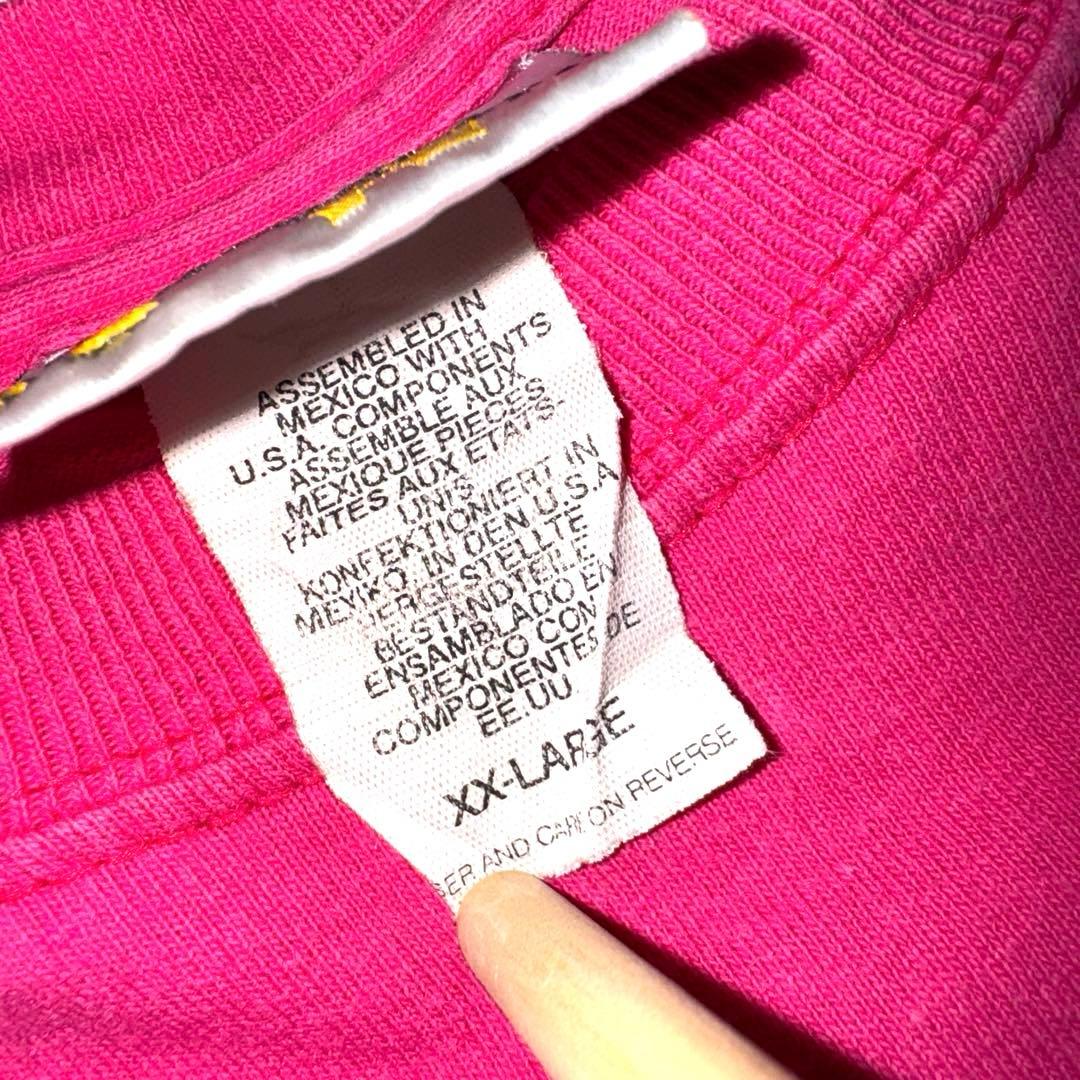 ASSEMBLED IN
MEXICO WITH
U.S.A. COMPONENTS
ASSEMBLE AUX
MEXIQUE PIECES
FAITES AUX ETATS
UNIS
KONFEKTIONIERT IN
MEXIKO IN DEN U.S.A
HERGESTELLTE
BESTANDTEILE
ENSAMBLADO EN
MEXICO CON
COMPONENTES DE
EE.UU
XX-LARGE
AND CARE ON REVERSE